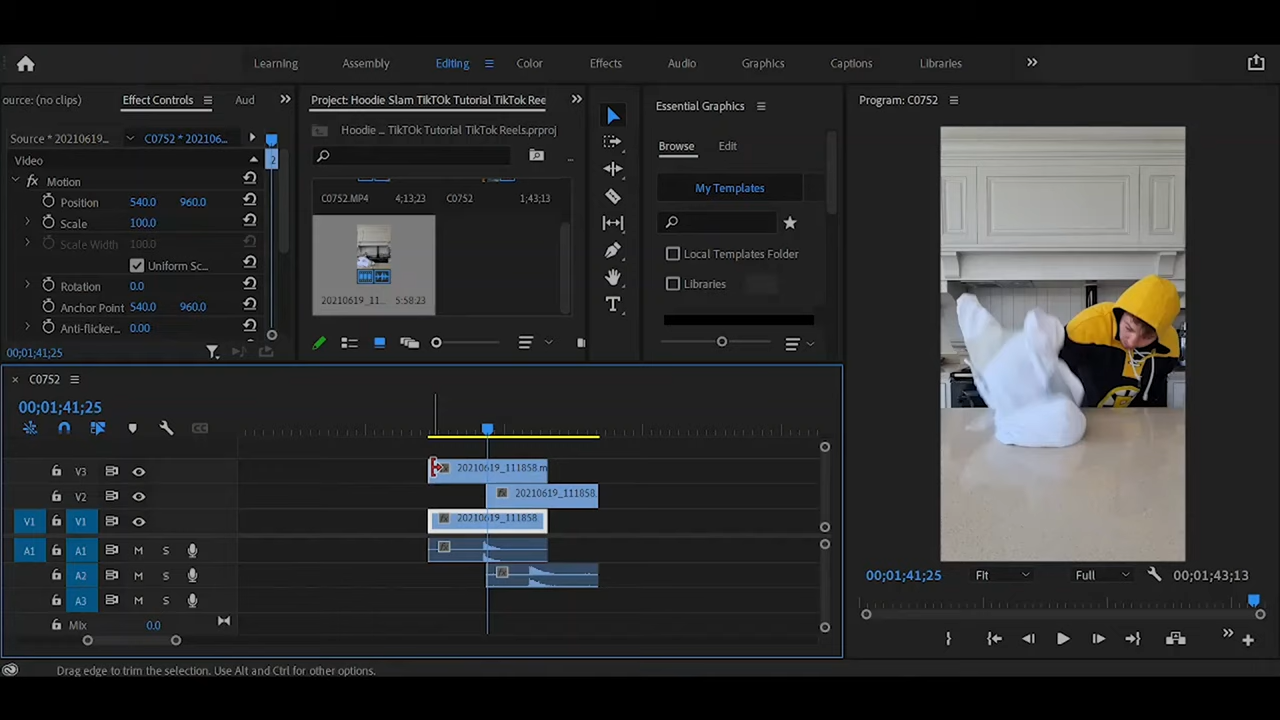 Learning Assembly Editing Color Effects Audio Graphics Captions Libraries
ource: (no clips) Effect Controls Aud
Source * 20210619... C0752 * 202106...
2
Video
fx Motion
Position 540.0 960.0
Scale 100.0
Scale Width 100.0
Uniform Sc...
Rotation 0.0
Anchor Point 540.0 960.0
Anti-flicker... 0.00
00;01;41;25
Project: Hoodie Slam TikTOk Tutorial TikTok Ree
Hoodie ... TikTOk Tutorial TikTok Reels.prproj
C0752.MP4 4;13;23 C0752 1;43;13
20210619_11... 5:58:23
T
Essential Graphics
Browse Edit
My Templates
Local Templates Folder
Libraries
Program: C0752
00;01;41;25 Fit Full 00;01;43;13
× C0752
00;01;41;25
CC
V3
V2
V1 V1
A1 A1 M S
A2 M S
A3 M S
Mix 0.0
20210619_111858.m
20210619_111858.
20210619_111858
Drag edge to trim the selection. Use Alt and Ctrl for other options.